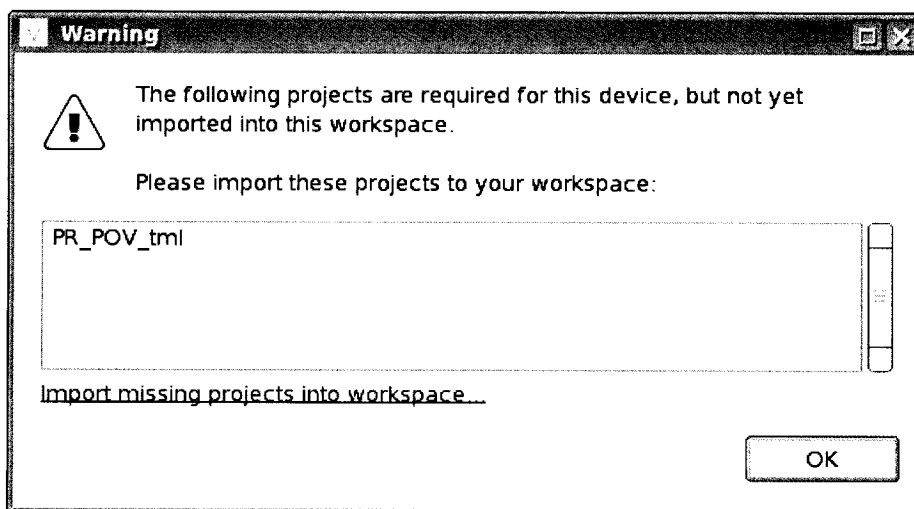 Warning
The following projects are required for this device, but not yet
imported into this workspace.
Please import these projects to your workspace:
PR_POV_tml
Import missing projects into workspace...
OK